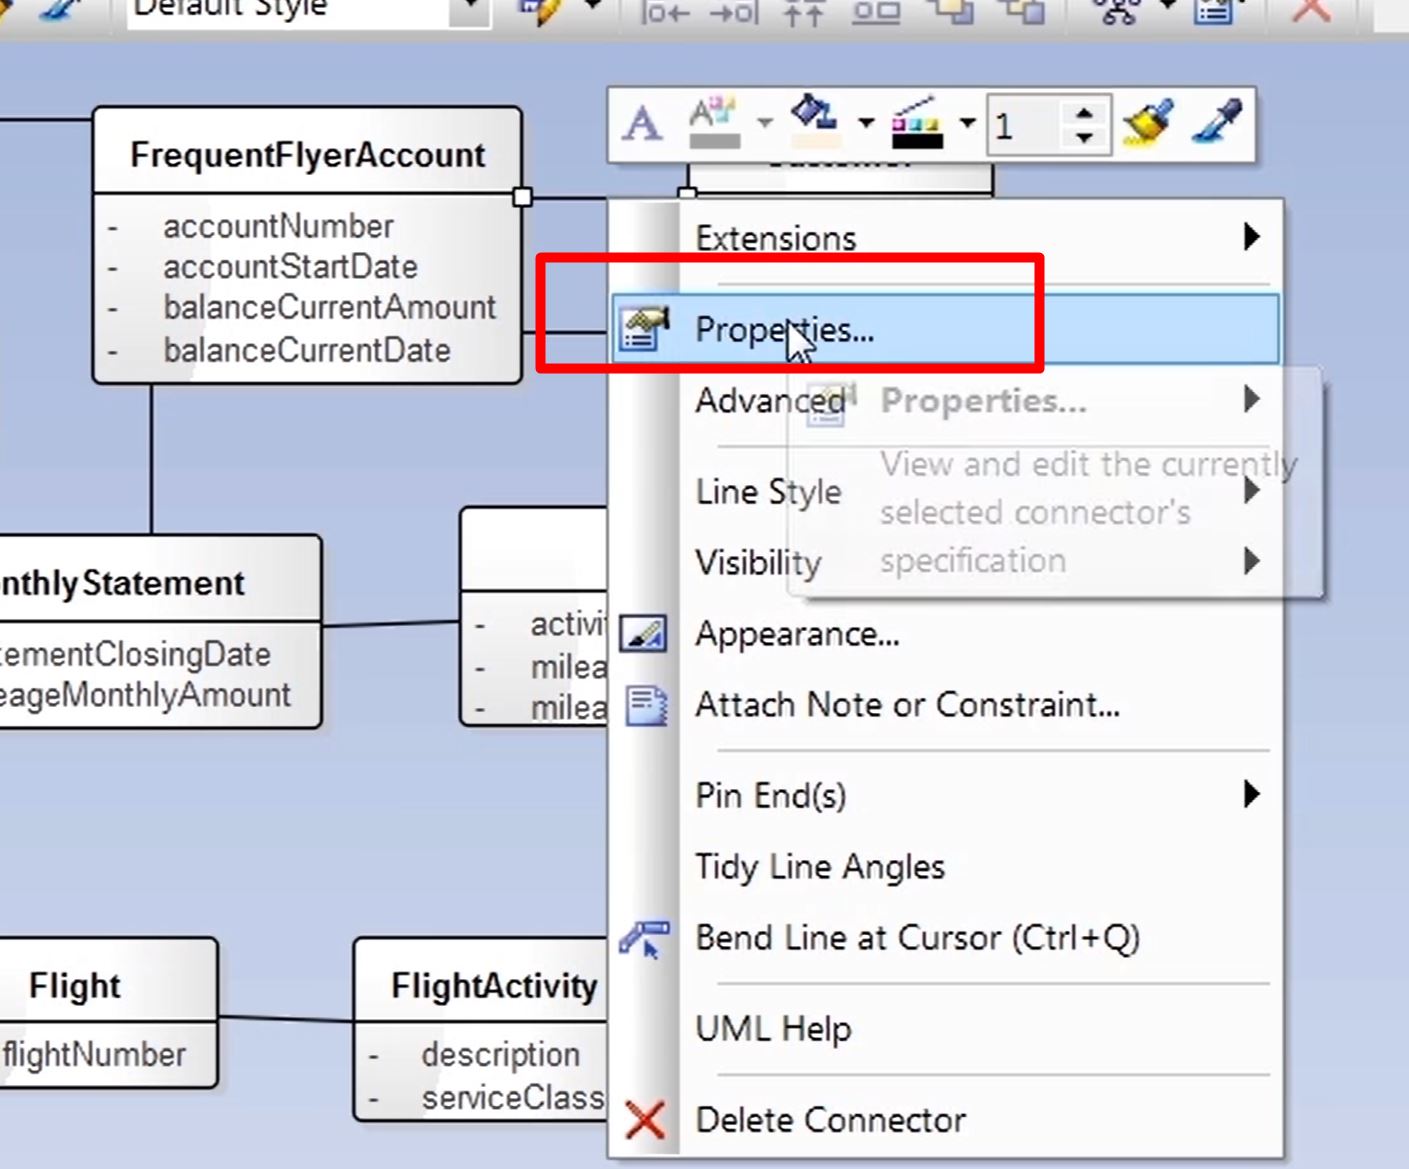 Default Style
1
FrequentFlyerAccount
- accountNumber
- accountStartDate
- balanceCurrentAmount
- balanceCurrentDate
Extensions
Properties...
Advanced
Properties...
View and edit the currently
selected connector's
specification
Line Style
Visibility
Appearance...
Attach Note or Constraint...
Pin End(s)
Tidy Line Angles
Bend Line at Cursor (Ctrl+Q)
UML Help
Delete Connector
nthlyStatement
tementClosingDate
eageMonthlyAmount
- activi
- milea
- milea
Flight
flightNumber
FlightActivity
- description
- serviceClass